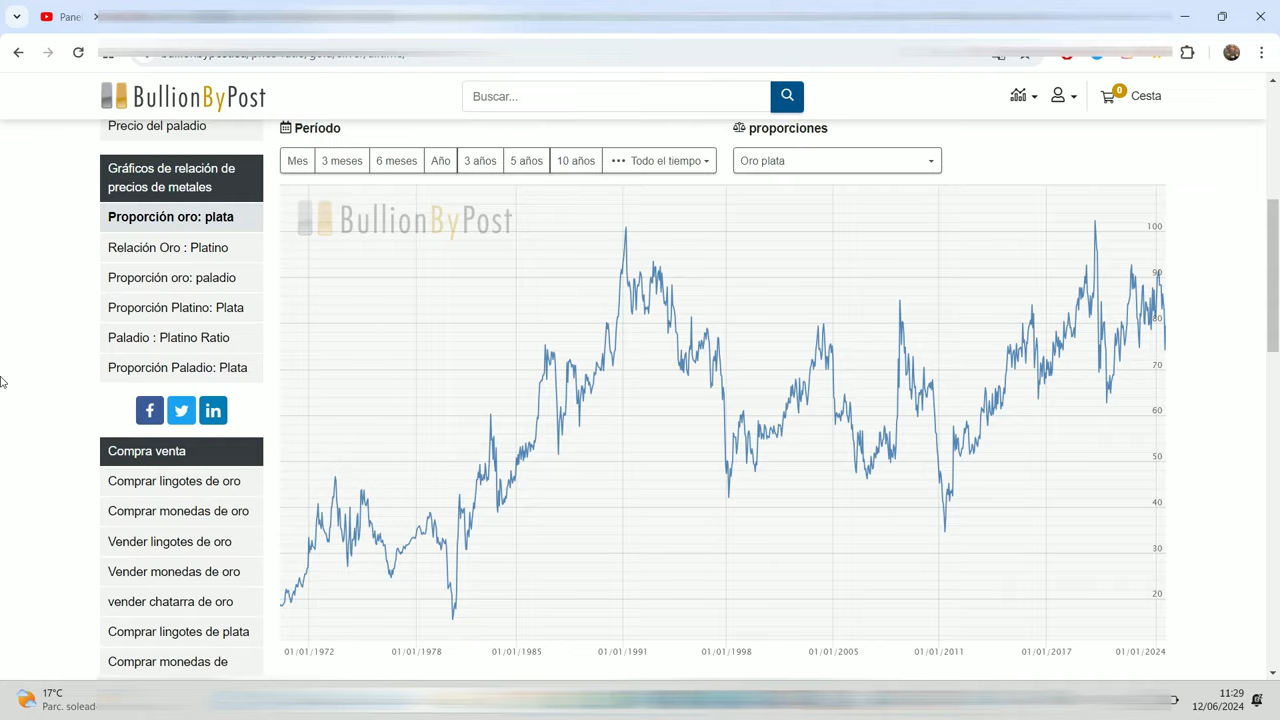 Pane
BullionByPost
Buscar...
0
Cesta
Precio del paladio
Gráficos de relación de
precios de metales
Proporción oro: plata
Relación Oro : Platino
Proporción oro: paladio
Proporción Platino: Plata
Paladio : Platino Ratio
Proporción Paladio: Plata
Compra venta
Comprar lingotes de oro
Comprar monedas de oro
Vender lingotes de oro
Vender monedas de oro
vender chatarra de oro
Comprar lingotes de plata
Comprar monedas de
Período
proporciones
Mes
3 meses
6 meses
Año
3 años
5 años
10 años
Todo el tiempo
Oro plata
BullionByPost
100
90
80
70
60
50
40
30
20
01/01/1972
01/01/1978
01/01/1985
01/01/1991
01/01/1998
01/01/2005
01/01/2011
01/01/2017
01/01/2024
17°C
Parc. solead
11:29
12/06/2024